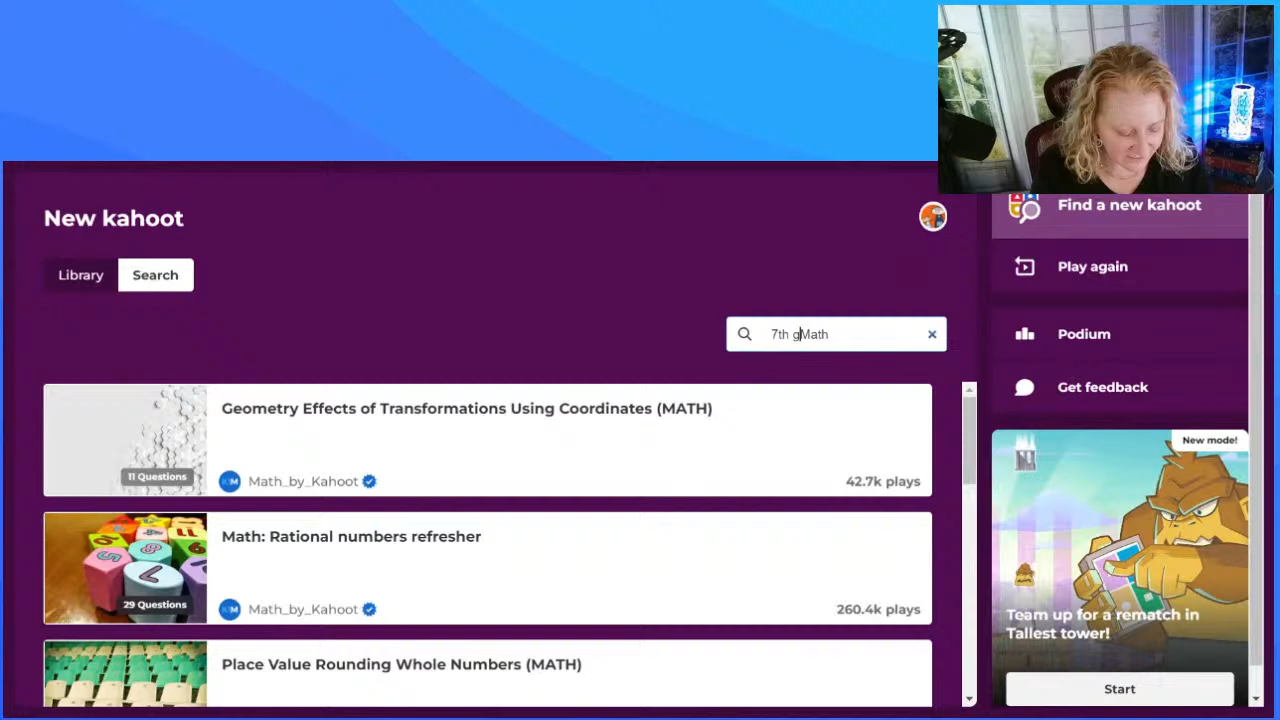 New kahoot
Library
Search
7th gMath
Geometry Effects of Transformations Using Coordinates (MATH)
11 Questions
Math_by_Kahoot
42.7k plays
Math: Rational numbers refresher
29 Questions
Math_by_Kahoot
260.4k plays
Place Value Rounding Whole Numbers (MATH)
Find a new kahoot
Play again
Podium
Get feedback
New mode!
Team up for a rematch in
Tallest tower!
Start